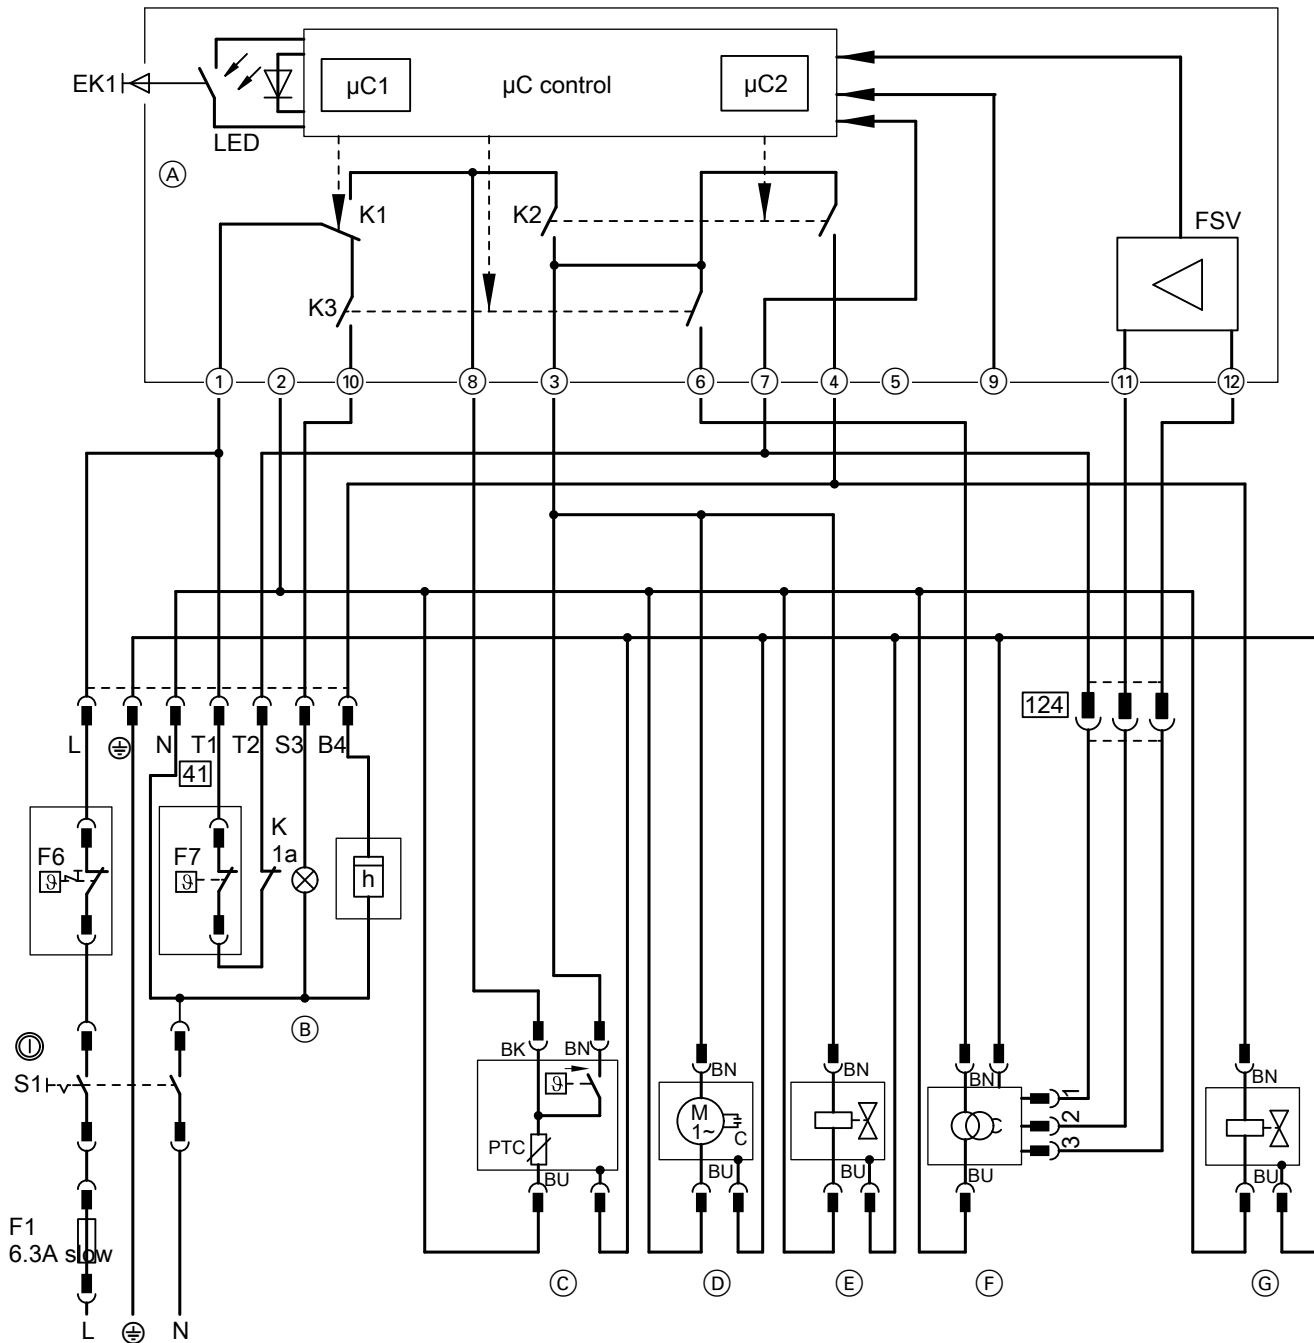 EK1
µC1
µC control
µC2
LED
A
K1
K2
FSV
K3
1
2
10
8
3
6
7
4
5
9
11
12
124
L
N
T1
T2
S3
B4
41
F6
ϑ
F7
ϑ
K
1a
h
B
I
S1
BK
BN
ϑ
PTC
BU
BN
M
1~
C
BU
BN
BU
BN
BU
1
2
3
BN
BU
F1
6.3A slow
C
D
E
F
G
L
N